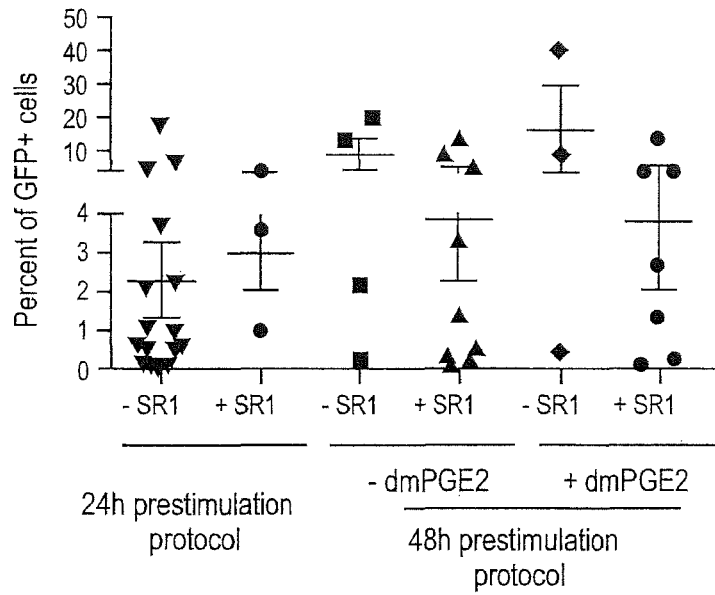 Percent of GFP+ cells
50
40
30
20
10
4
3
2
1
0
- SR1 + SR1 - SR1 + SR1 - SR1 + SR1
- dmPGE2 + dmPGE2
24h prestimulation
protocol
48h prestimulation
protocol